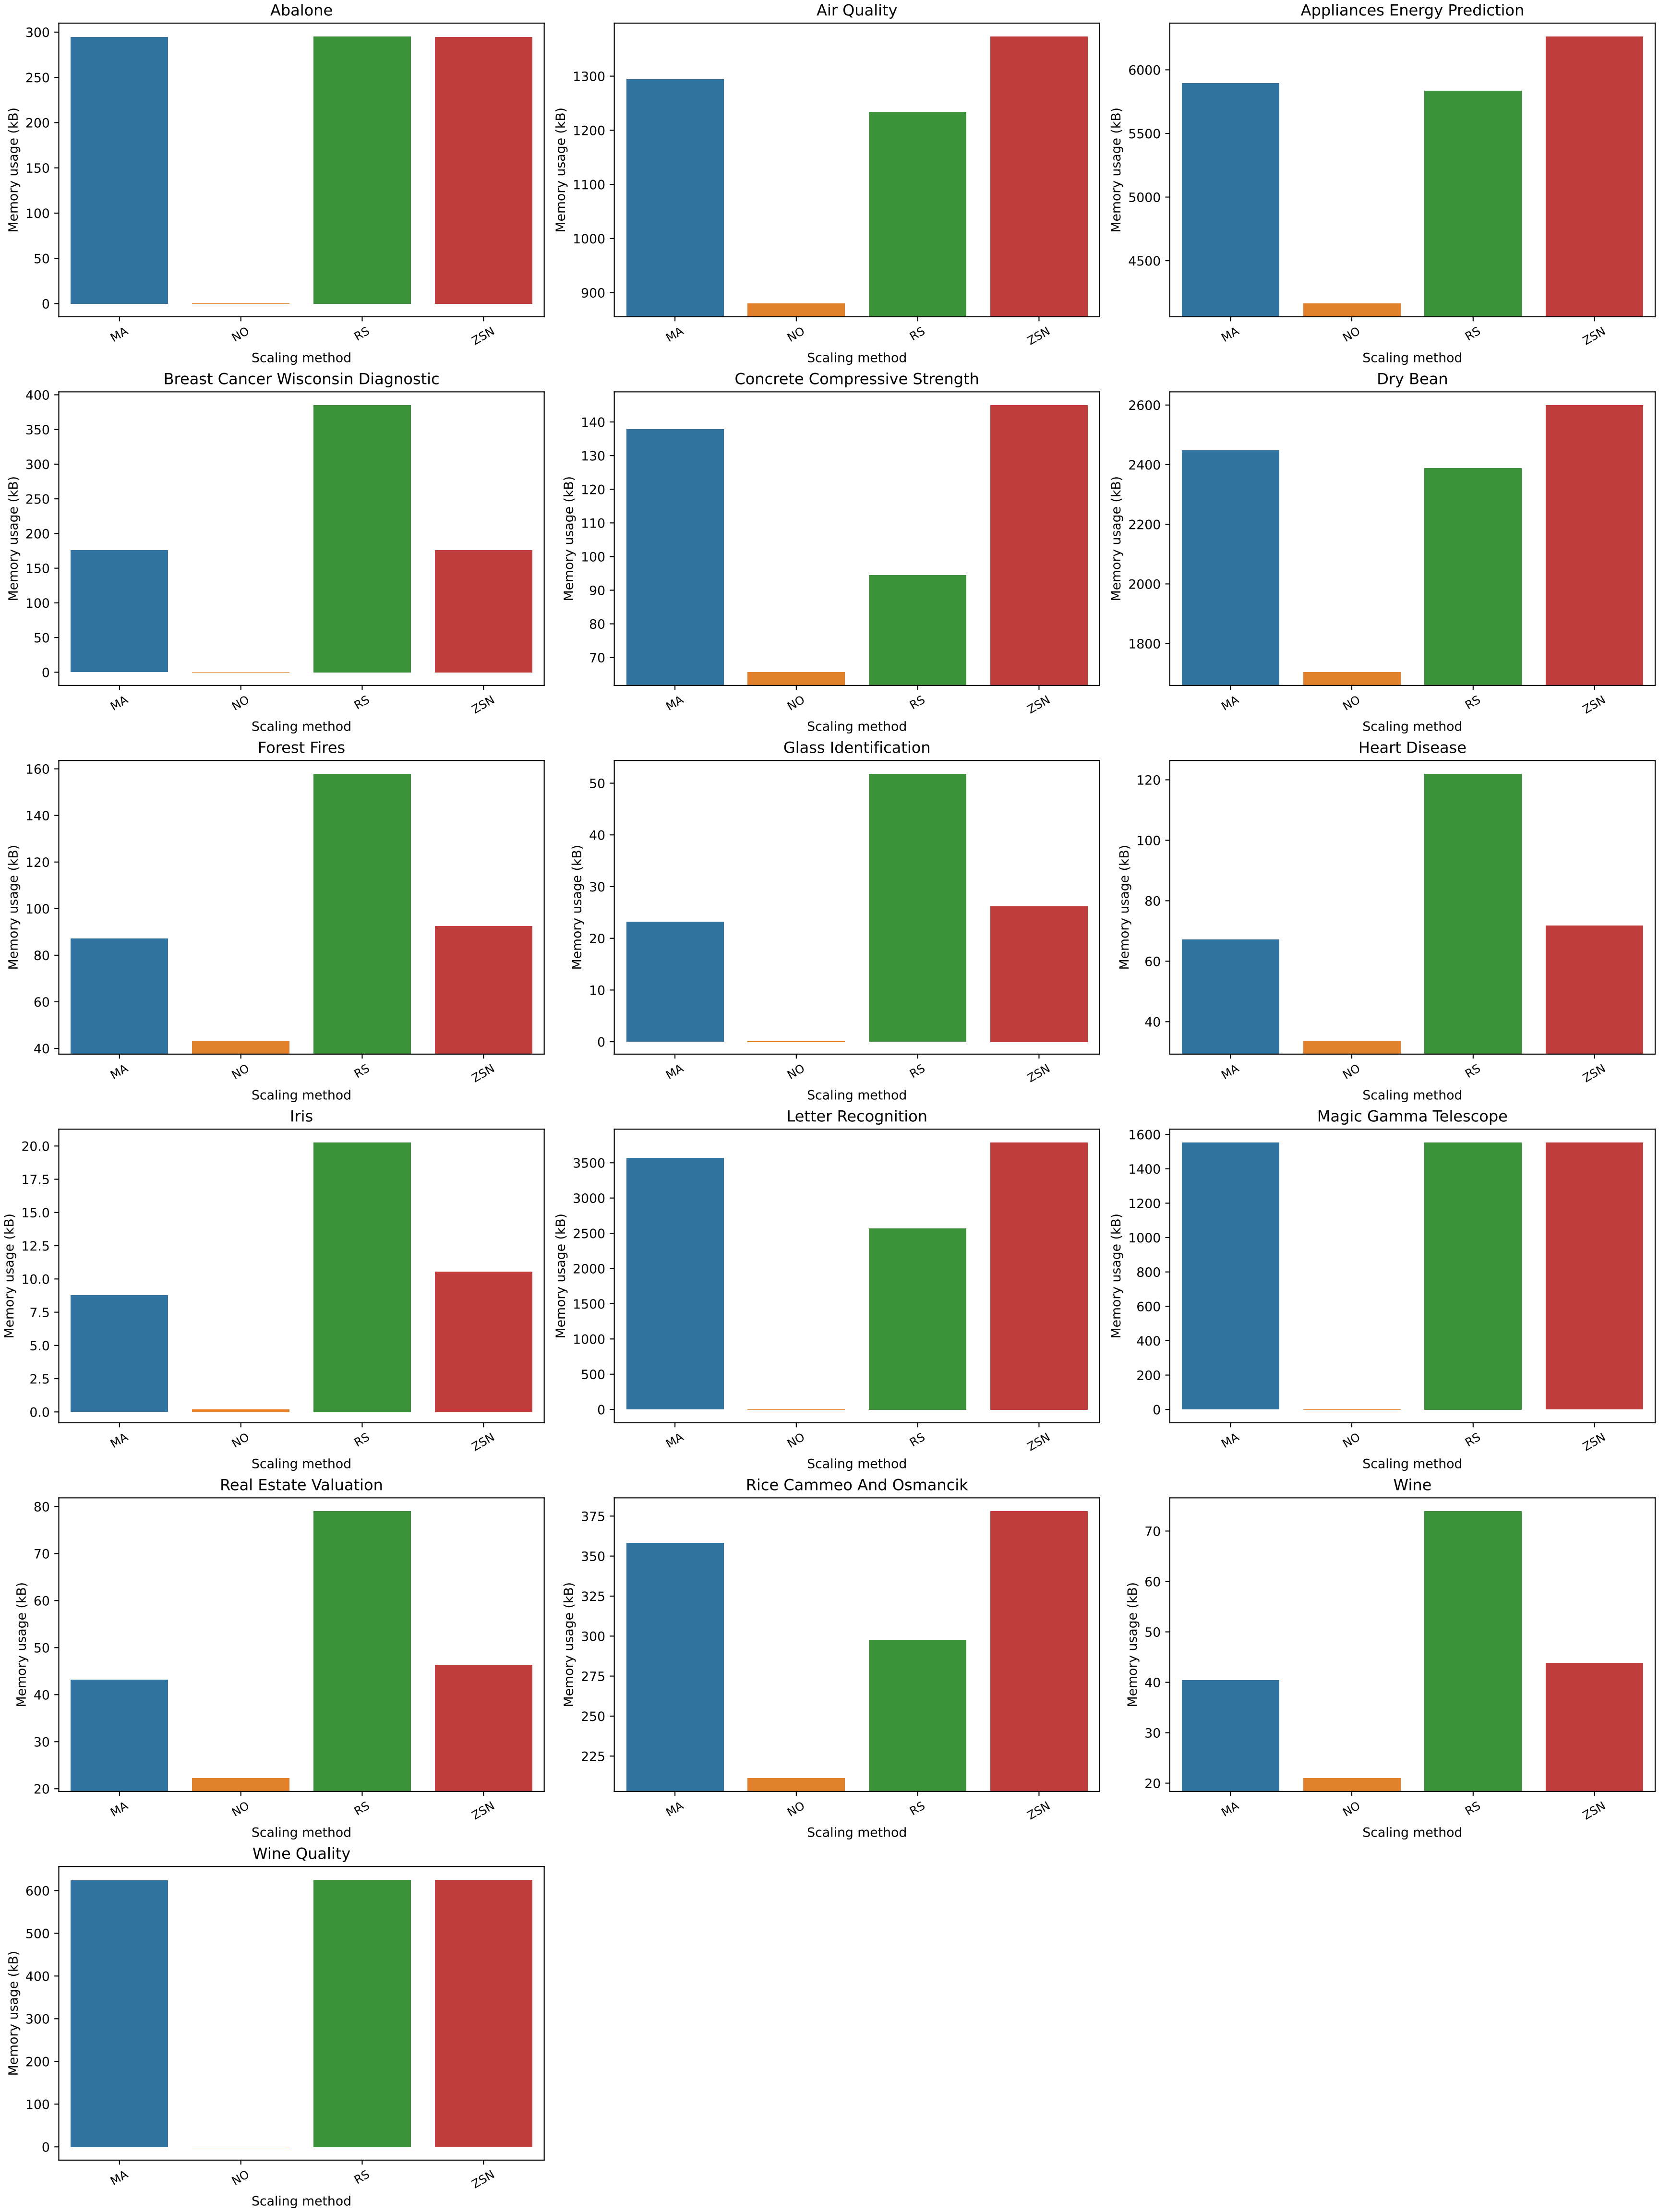 Abalone
Memory usage (kB)
300
250
200
150
100
50
0
MA NO RS ZSN
Scaling method
Air Quality
Memory usage (kB)
1300
1200
1100
1000
900
MA NO RS ZSN
Scaling method
Appliances Energy Prediction
Memory usage (kB)
6000
5500
5000
4500
MA NO RS ZSN
Scaling method
Breast Cancer Wisconsin Diagnostic
Memory usage (kB)
400
350
300
250
200
150
100
50
0
MA NO RS ZSN
Scaling method
Concrete Compressive Strength
Memory usage (kB)
140
130
120
110
100
90
80
70
MA NO RS ZSN
Scaling method
Dry Bean
Memory usage (kB)
2600
2400
2200
2000
1800
MA NO RS ZSN
Scaling method
Forest Fires
Memory usage (kB)
160
140
120
100
80
60
40
MA NO RS ZSN
Scaling method
Glass Identification
Memory usage (kB)
50
40
30
20
10
0
MA NO RS ZSN
Scaling method
Heart Disease
Memory usage (kB)
120
100
80
60
40
MA NO RS ZSN
Scaling method
Iris
Memory usage (kB)
20.0
17.5
15.0
12.5
10.0
7.5
5.0
2.5
0.0
MA NO RS ZSN
Scaling method
Letter Recognition
Memory usage (kB)
3500
3000
2500
2000
1500
1000
500
0
MA NO RS ZSN
Scaling method
Magic Gamma Telescope
Memory usage (kB)
1600
1400
1200
1000
800
600
400
200
0
MA NO RS ZSN
Scaling method
Real Estate Valuation
Memory usage (kB)
80
70
60
50
40
30
20
MA NO RS ZSN
Scaling method
Rice Cammeo And Osmancik
Memory usage (kB)
375
350
325
300
275
250
225
MA NO RS ZSN
Scaling method
Wine
Memory usage (kB)
70
60
50
40
30
20
MA NO RS ZSN
Scaling method
Wine Quality
Memory usage (kB)
600
500
400
300
200
100
0
MA NO RS ZSN
Scaling method